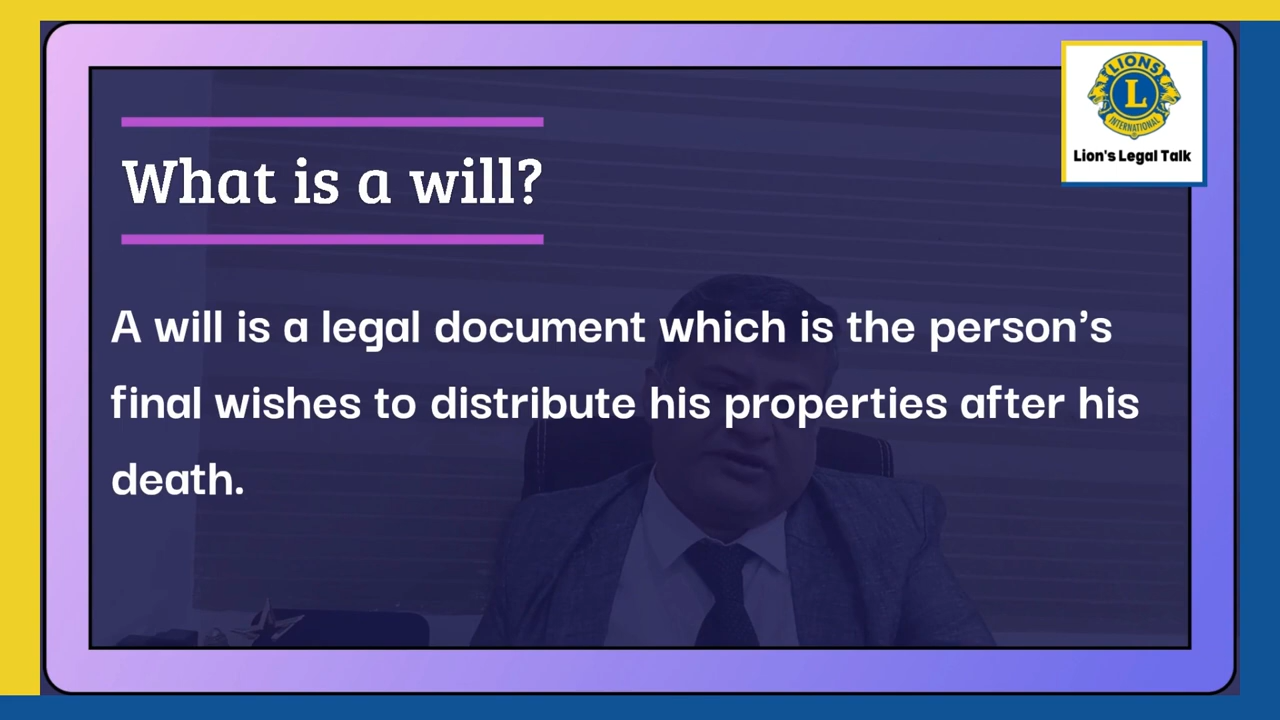 LIONS
L
INTERNATIONAL
Lion's Legal Talk
What is a will?
A will is a legal document which is the person’s
final wishes to distribute his properties after his
death.